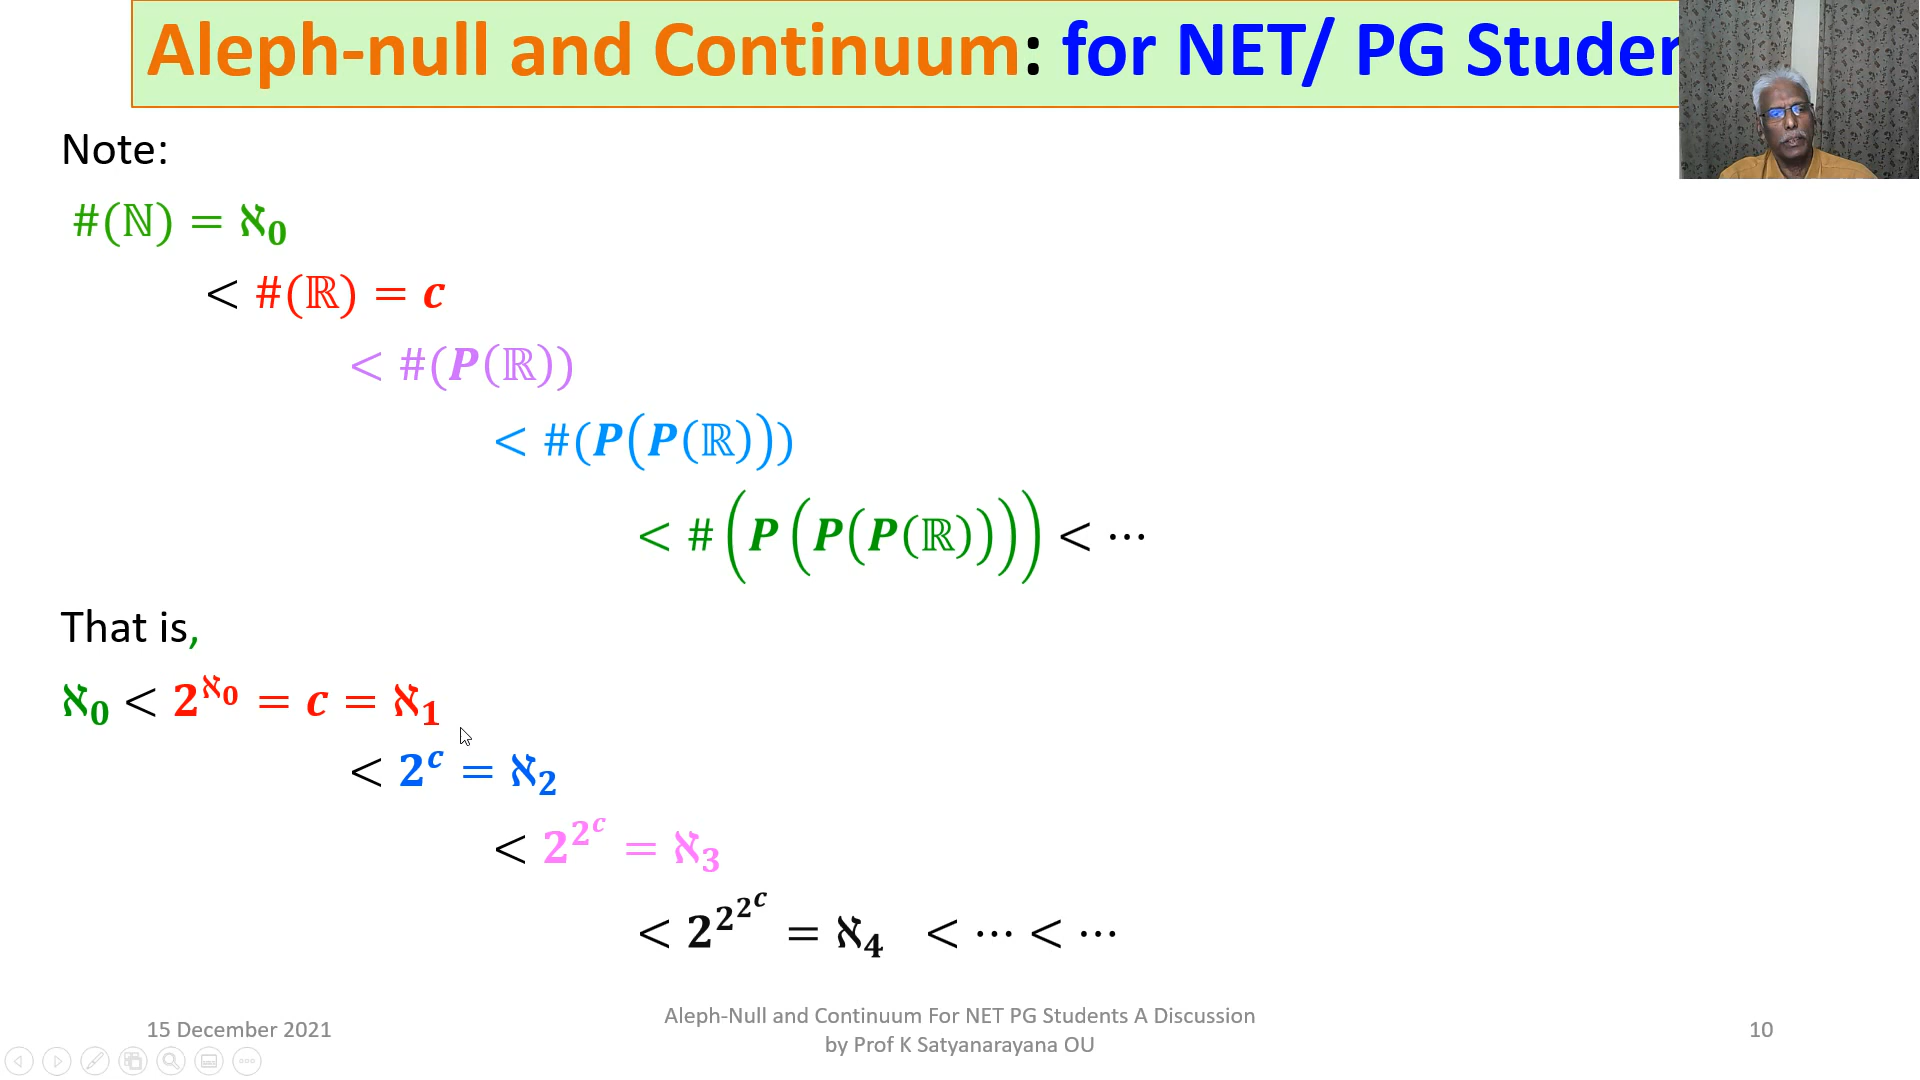 Aleph-null and Continuum: for NET/ PG Studen
Note:
#(ℕ) = ℵ₀
< #(ℝ) = c
< #(P(ℝ))
< #(P(P(ℝ)))
< #(P(P(P(ℝ)))) < ⋯
That is,
ℵ₀ < 2^ℵ₀ = c = ℵ₁
< 2^c = ℵ₂
< 2^2^c = ℵ₃
< 2^2^2^c = ℵ₄ < ⋯ < ⋯
15 December 2021
Aleph-Null and Continuum For NET PG Students A Discussion
by Prof K Satyanarayana OU
10